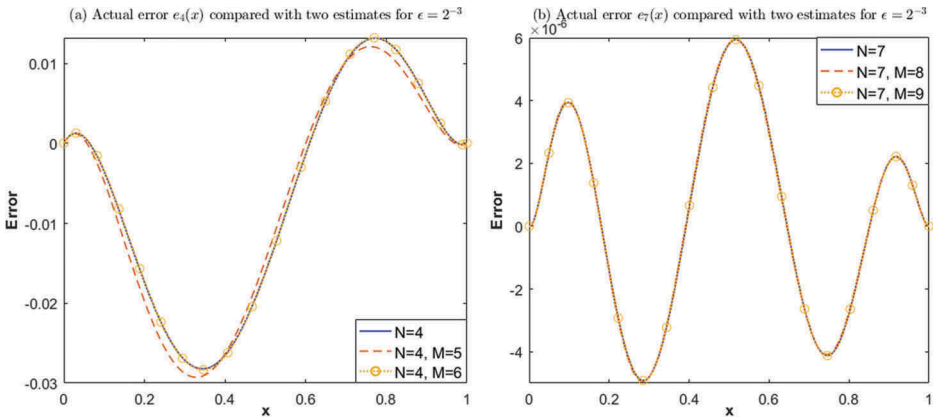 (a) Actual error e₄(x) compared with two estimates for ϵ = 2⁻³
0.01
0
-0.01
-0.02
-0.03
Error
0
0.2
0.4
0.6
0.8
1
x
N=4
N=4, M=5
N=4, M=6
(b) Actual error e₇(x) compared with two estimates for ϵ = 2⁻³
×10⁻⁶
6
4
2
0
-2
-4
Error
0
0.2
0.4
0.6
0.8
1
x
N=7
N=7, M=8
N=7, M=9